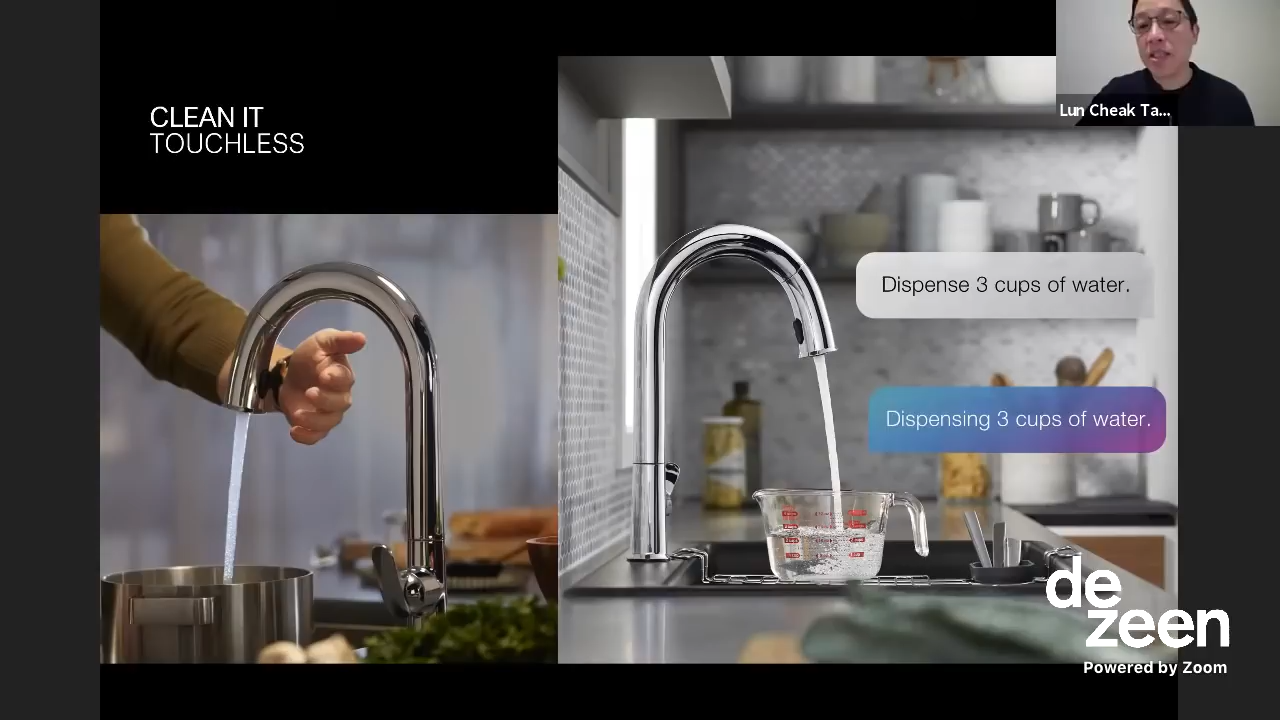 CLEAN IT
TOUCHLESS
Lun Cheak Ta...
Dispense 3 cups of water.
Dispensing 3 cups of water.
de
zeen
Powered by Zoom